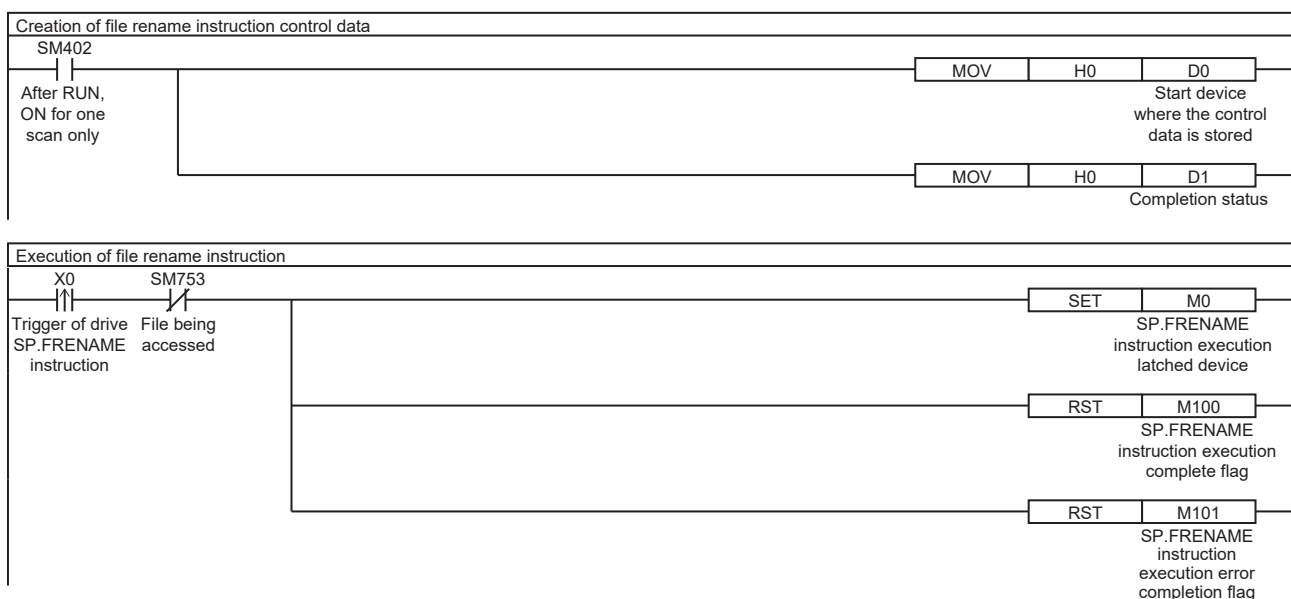 Creation of file rename instruction control data
SM402
MOV H0 D0
After RUN,
ON for one
scan only
Start device
where the control
data is stored
MOV H0 D1
Completion status
Execution of file rename instruction
X0 SM753
SET M0
Trigger of drive
SP.FRENAME
instruction
File being
accessed
SP.FRENAME
instruction execution
latched device
RST M100
SP.FRENAME
instruction execution
complete flag
RST M101
SP.FRENAME
instruction
execution error
completion flag